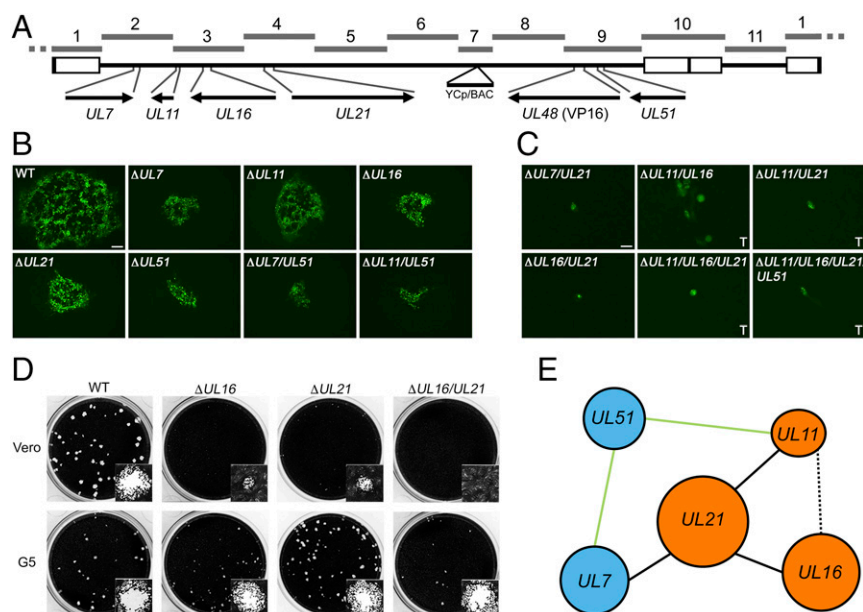 A
1 2 3 4 5 6 7 8 9 10 11 1
YCp/BAC
UL7 UL11 UL16 UL21 UL48 (VP16) UL51
B
WT ΔUL7 ΔUL11 ΔUL16
ΔUL21 ΔUL51 ΔUL7/UL51 ΔUL11/UL51
C
ΔUL7/UL21 ΔUL11/UL16 ΔUL11/UL21
T T
ΔUL16/UL21 ΔUL11/UL16/UL21 ΔUL11/UL16/UL21/
UL51
T T
D
WT ΔUL16 ΔUL21 ΔUL16/UL21
Vero
G5
E
UL51
UL11
UL21
UL7
UL16